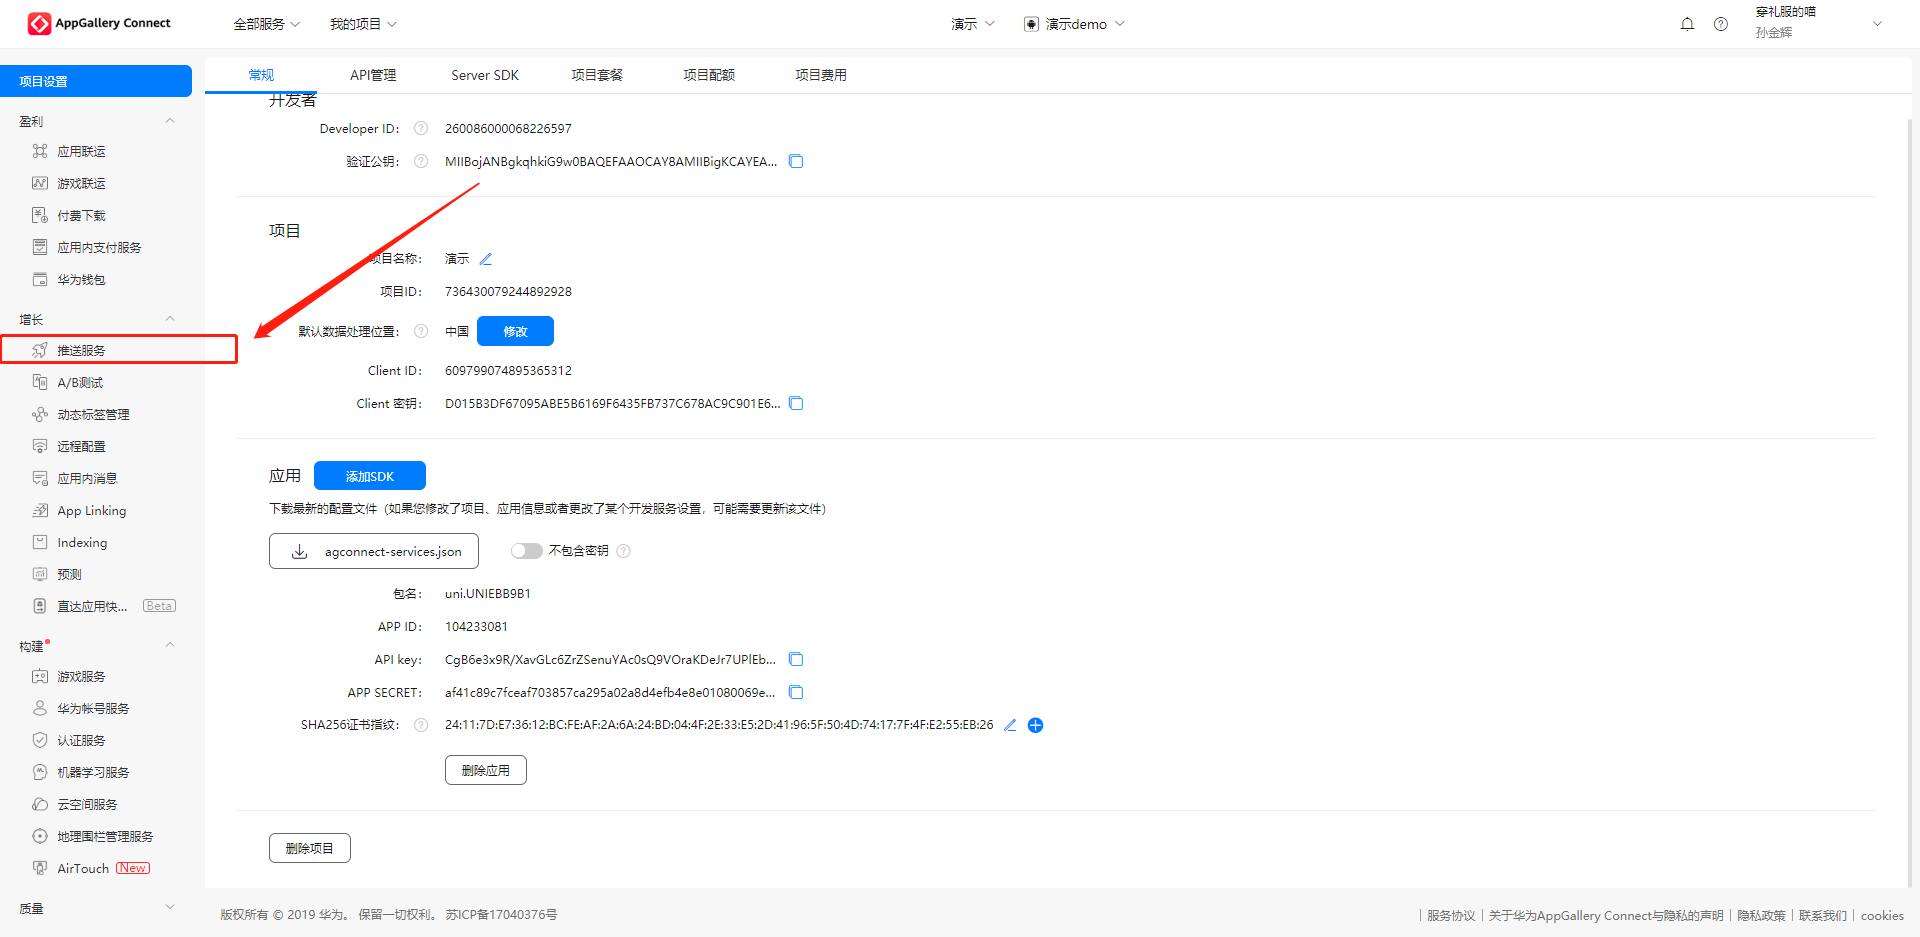 AppGallery Connect
全部服务
我的项目
演示
演示demo
穿礼服的喵
孙金辉
项目设置
盈利
应用联运
游戏联运
付费下载
应用内支付服务
华为钱包
增长
推送服务
A/B测试
动态标签管理
远程配置
应用内消息
App Linking
Indexing
预测
直达应用快... Beta
构建
游戏服务
华为帐号服务
认证服务
机器学习服务
云空间服务
地理围栏管理服务
AirTouch New
质量
常规
API管理
Server SDK
项目套餐
项目配额
项目费用
开发者
Developer ID: 260086000068226597
验证公钥: MIIBojANBgkqhkiG9w0BAQEFAAOCAY8AMIIBigKCAYEA...
项目
项目名称: 演示
项目ID: 736430079244892928
默认数据处理位置: 中国 修改
Client ID: 609799074895365312
Client 密钥: D015B3DF67095ABE5B6169F6435FB737C678AC9C901E6...
应用 添加SDK
下载最新的配置文件（如果您修改了项目、应用信息或者更改了某个开发服务设置，可能需要更新该文件）
agconnect-services.json 不包含密钥
包名: uni.UNIEBB9B1
APP ID: 104233081
API key: CgB6e3x9R/XavGLc6ZrZSenuYAc0sQ9VOraKDeJr7UPlEb...
APP SECRET: af41c89c7fceaf703857ca295a02a8d4efb4e8e01080069e...
SHA256证书指纹: 24:11:7D:E7:36:12:BC:FE:AF:2A:6A:24:BD:04:4F:2E:33:E5:2D:41:96:5F:50:4D:74:17:7F:4F:E2:55:EB:26
删除应用
删除项目
版权所有 © 2019 华为。 保留一切权利。 苏ICP备17040376号
服务协议 | 关于华为AppGallery Connect与隐私的声明 | 隐私政策 | 联系我们 | cookies